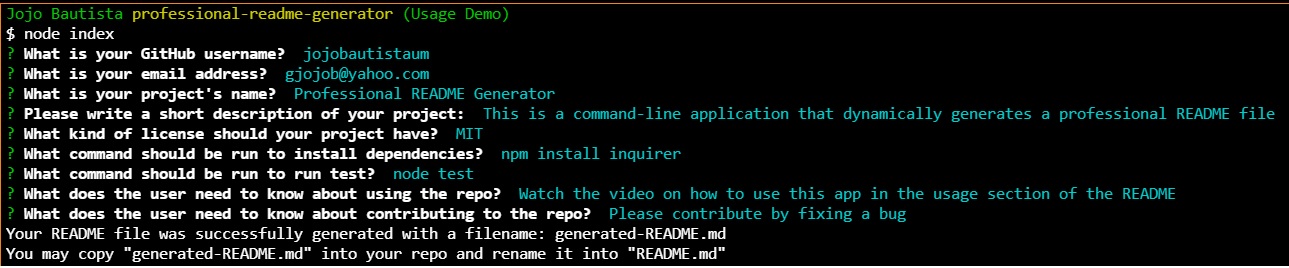 Jojo Bautista professional-readme-generator (Usage Demo)
$ node index
? What is your GitHub username?  jojobautistaum
? What is your email address?  gjojob@yahoo.com
? What is your project's name?  Professional README Generator
? Please write a short description of your project:  This is a command-line application that dynamically generates a professional README file
? What kind of license should your project have?  MIT
? What command should be run to install dependencies?  npm install inquirer
? What command should be run to run test?  node test
? What does the user need to know about using the repo?  Watch the video on how to use this app in the usage section of the README
? What does the user need to know about contributing to the repo?  Please contribute by fixing a bug
Your README file was successfully generated with a filename: generated-README.md
You may copy "generated-README.md" into your repo and rename it into "README.md"